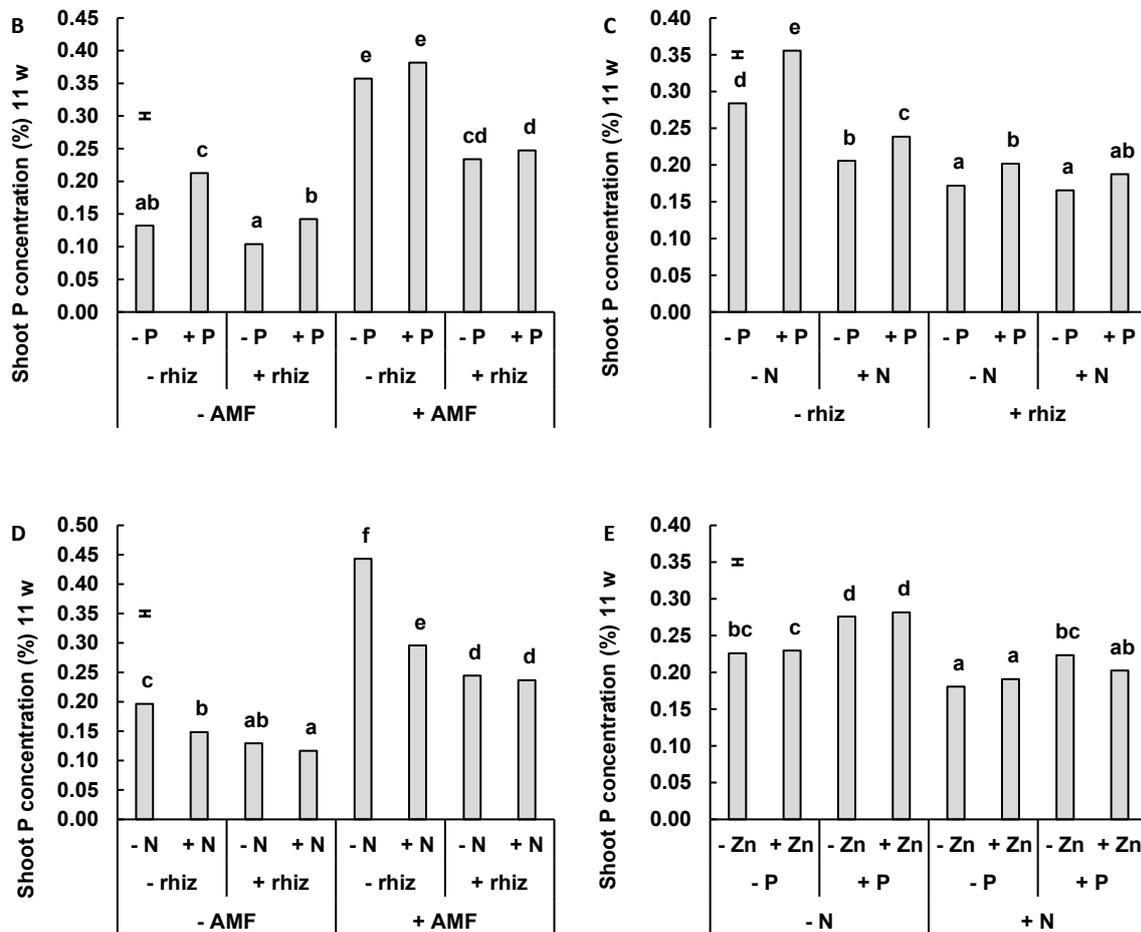 B
Shoot P concentration (%) 11 w
0.45
0.40
0.35
0.30
0.25
0.20
0.15
0.10
0.05
0.00
ab c a b e e cd d
- P + P - P + P - P + P - P + P
- rhiz + rhiz - rhiz + rhiz
- AMF + AMF
C
Shoot P concentration (%) 11 w
0.40
0.35
0.30
0.25
0.20
0.15
0.10
0.05
0.00
d e b c a b a ab
- P + P - P + P - P + P - P + P
- N + N - N + N
- rhiz + rhiz
D
Shoot P concentration (%) 11 w
0.50
0.45
0.40
0.35
0.30
0.25
0.20
0.15
0.10
0.05
0.00
c b ab a f e d d
- N + N - N + N - N + N - N + N
- rhiz + rhiz - rhiz + rhiz
- AMF + AMF
E
Shoot P concentration (%) 11 w
0.40
0.35
0.30
0.25
0.20
0.15
0.10
0.05
0.00
bc c d d a a bc ab
- Zn + Zn - Zn + Zn - Zn + Zn - Zn + Zn
- P + P - P + P
- N + N